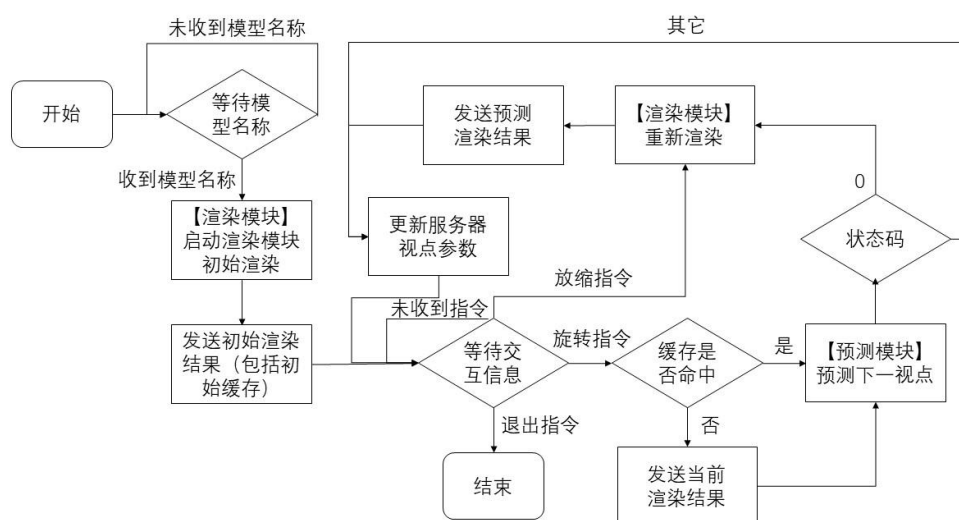 未收到模型名称
其它
开始
等待模
型名称
发送预测
渲染结果
【渲染模块】
重新渲染
收到模型名称
0
【渲染模块】
启动渲染模块
初始渲染
更新服务器
视点参数
状态码
放缩指令
未收到指令
发送初始渲染
结果（包括初
始缓存）
等待交
互信息
旋转指令
缓存是
否命中
是
【预测模块】
预测下一视点
退出指令
否
结束
发送当前
渲染结果